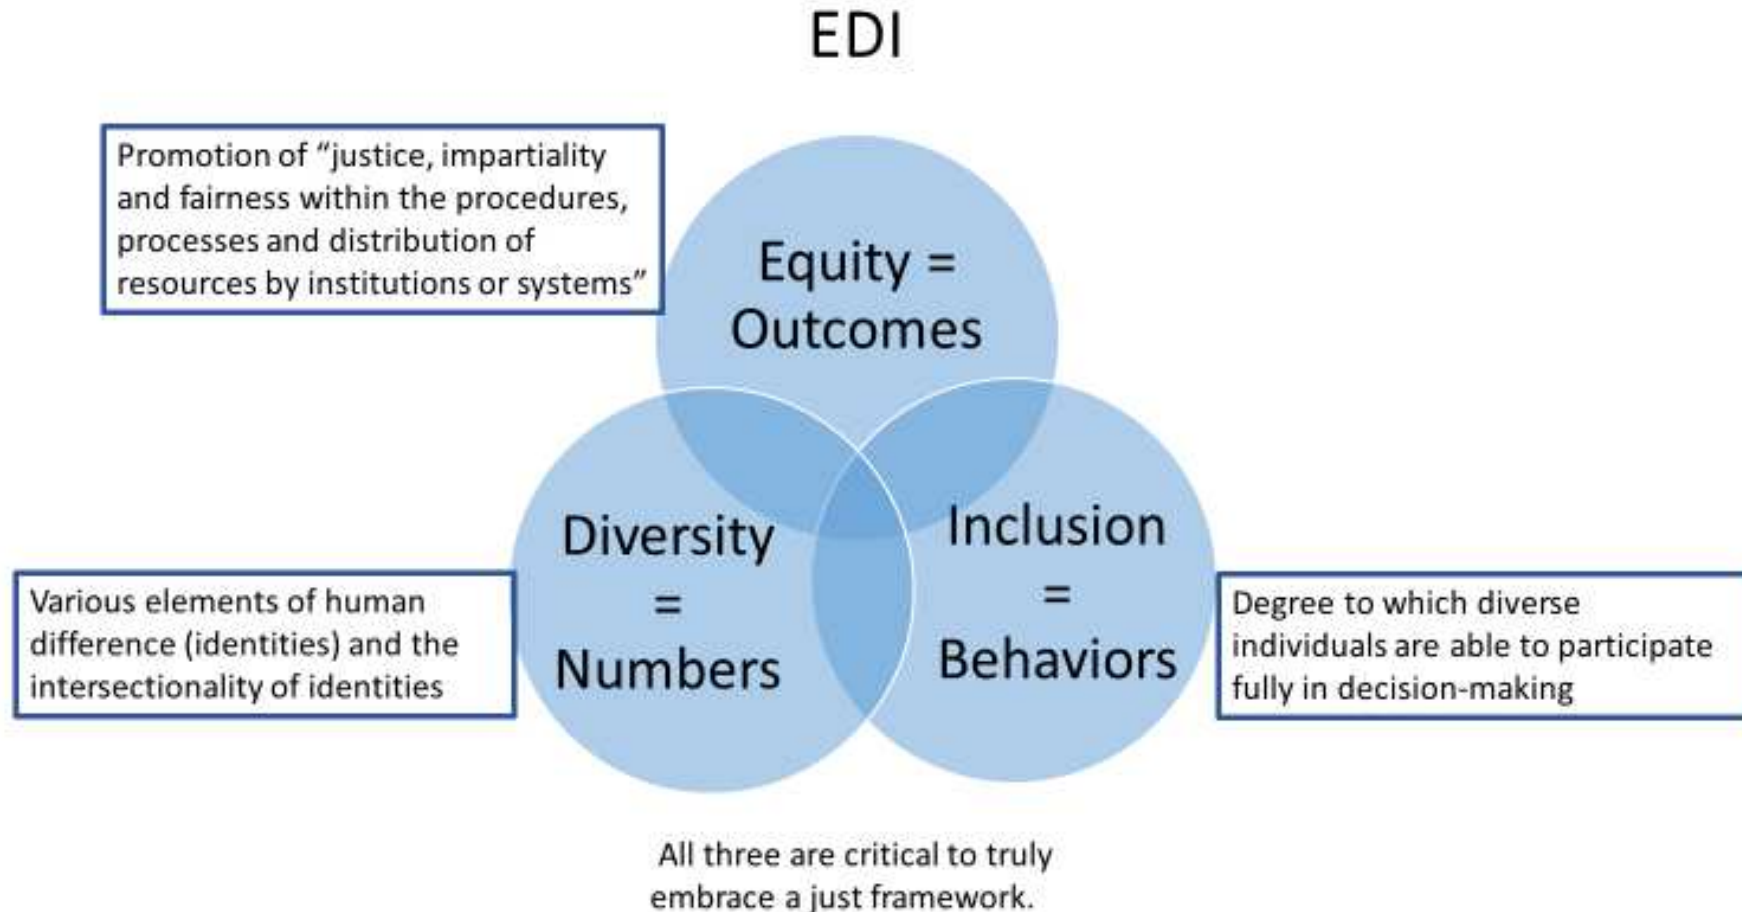 EDI
Promotion of “justice, impartiality
and fairness within the procedures,
processes and distribution of
resources by institutions or systems”
Equity =
Outcomes
Diversity
=
Numbers
Inclusion
=
Behaviors
Various elements of human
difference (identities) and the
intersectionality of identities
Degree to which diverse
individuals are able to participate
fully in decision-making
All three are critical to truly
embrace a just framework.